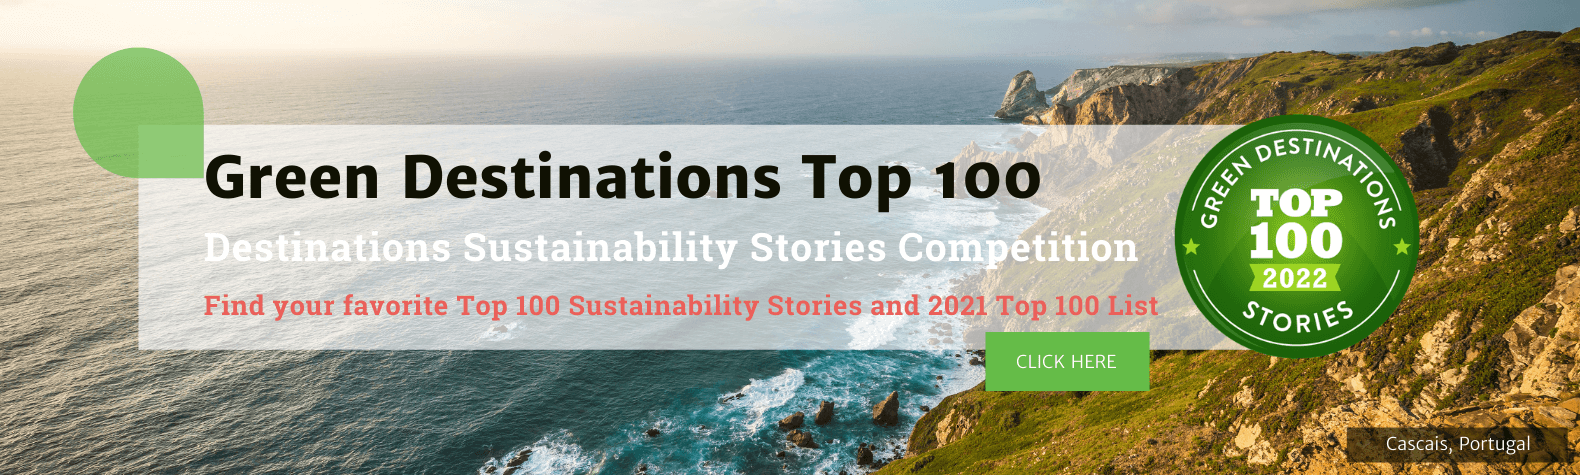 Green Destinations Top 100
Destinations Sustainability Stories Competition
Find your favorite Top 100 Sustainability Stories and 2021 Top 100 List
CLICK HERE
GREEN DESTINATIONS
TOP
100
2022
STORIES
Cascais, Portugal